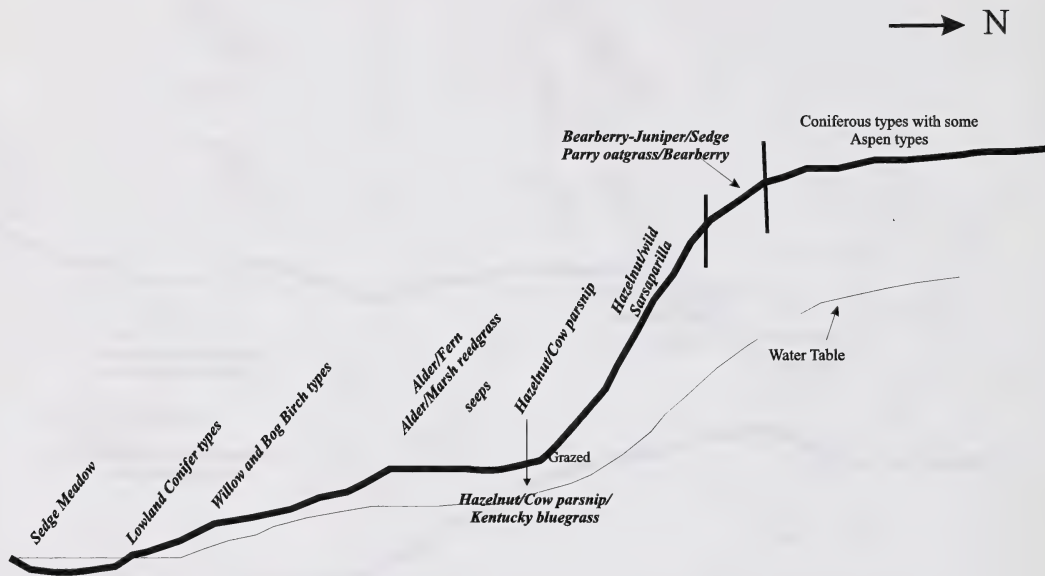 N
Coniferous types with some
Aspen types
Bearberry-Juniper/Sedge
Parry oatgrass/Bearberry
Hazelnut/wild
Sarsaparilla
Water Table
Hazelnut/Cow parsnip
Alder/Fern
Alder/Marsh reedgrass
seeps
Willow and Bog Birch types
Lowland Conifer types
Sedge Meadow
Grazed
Hazelnut/Cow parsnip/
Kentucky bluegrass